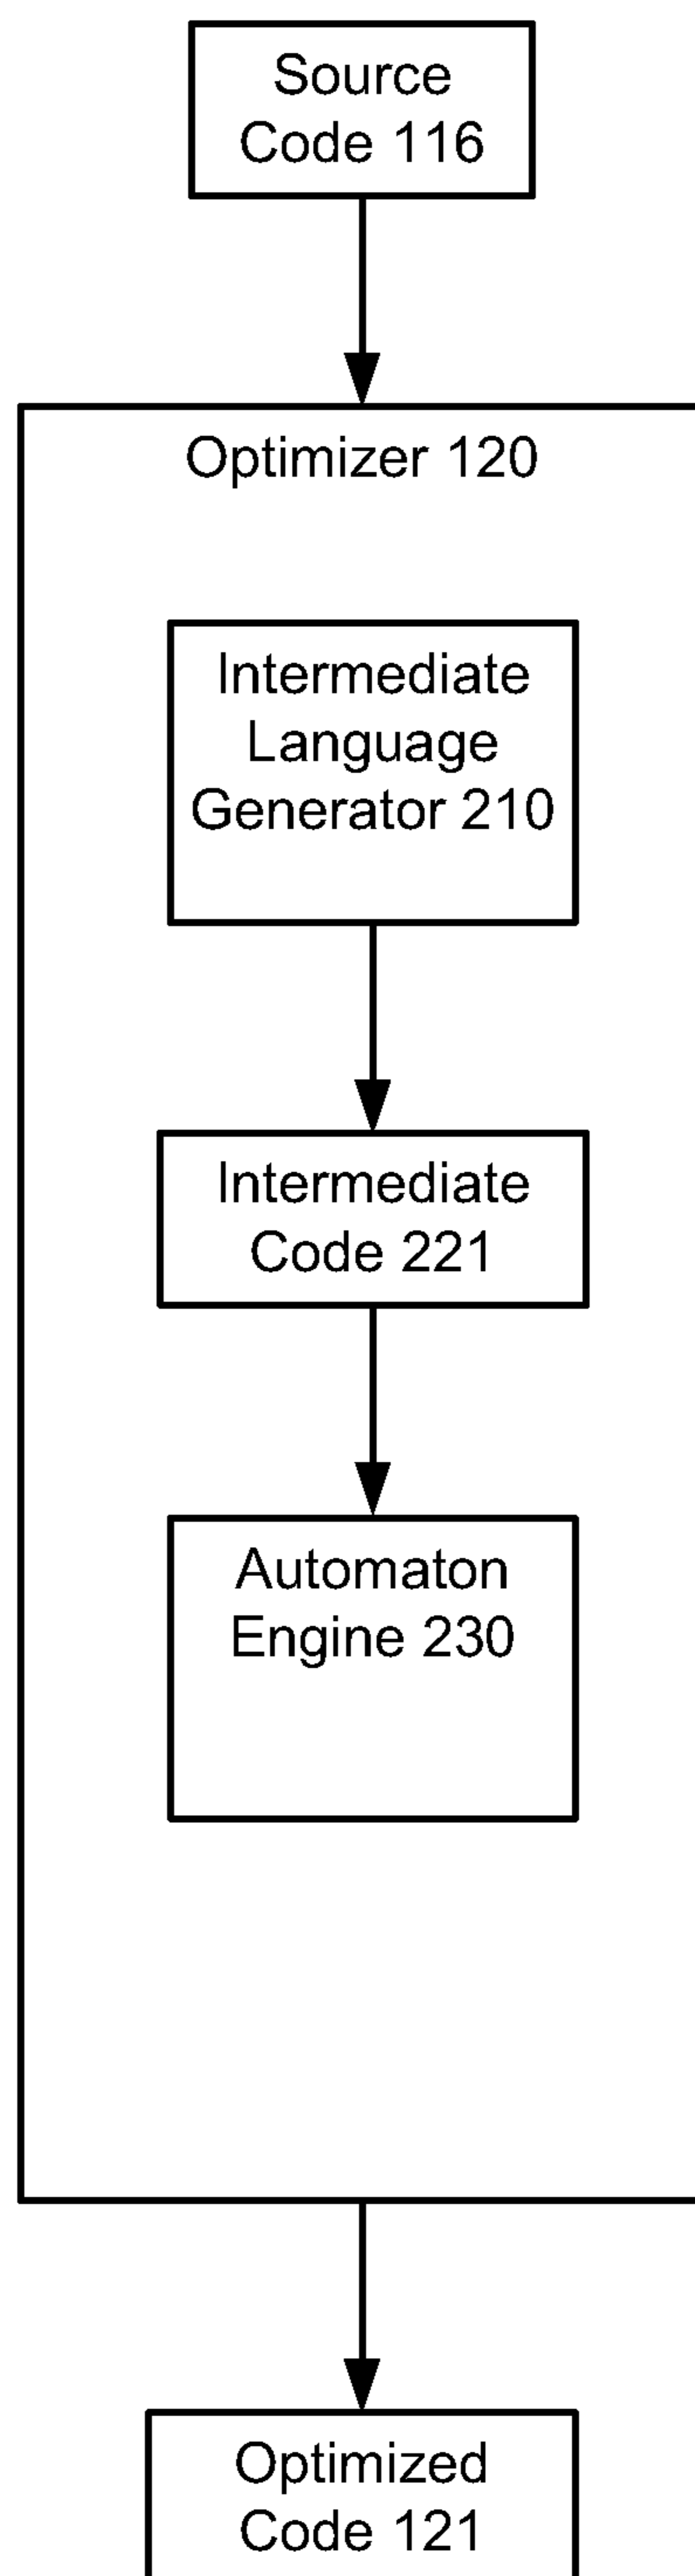 Source
Code 116
Optimizer 120
Intermediate
Language
Generator 210
Intermediate
Code 221
Automaton
Engine 230
Optimized
Code 121